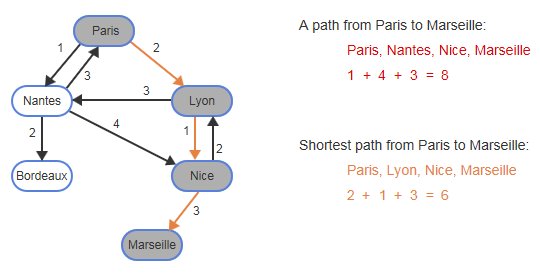 Paris
1
2
3
Nantes
3
Lyon
2
4
1
2
Bordeaux
Nice
3
Marseille
A path from Paris to Marseille:
Paris, Nantes, Nice, Marseille
1 + 4 + 3 = 8
Shortest path from Paris to Marseille:
Paris, Lyon, Nice, Marseille
2 + 1 + 3 = 6